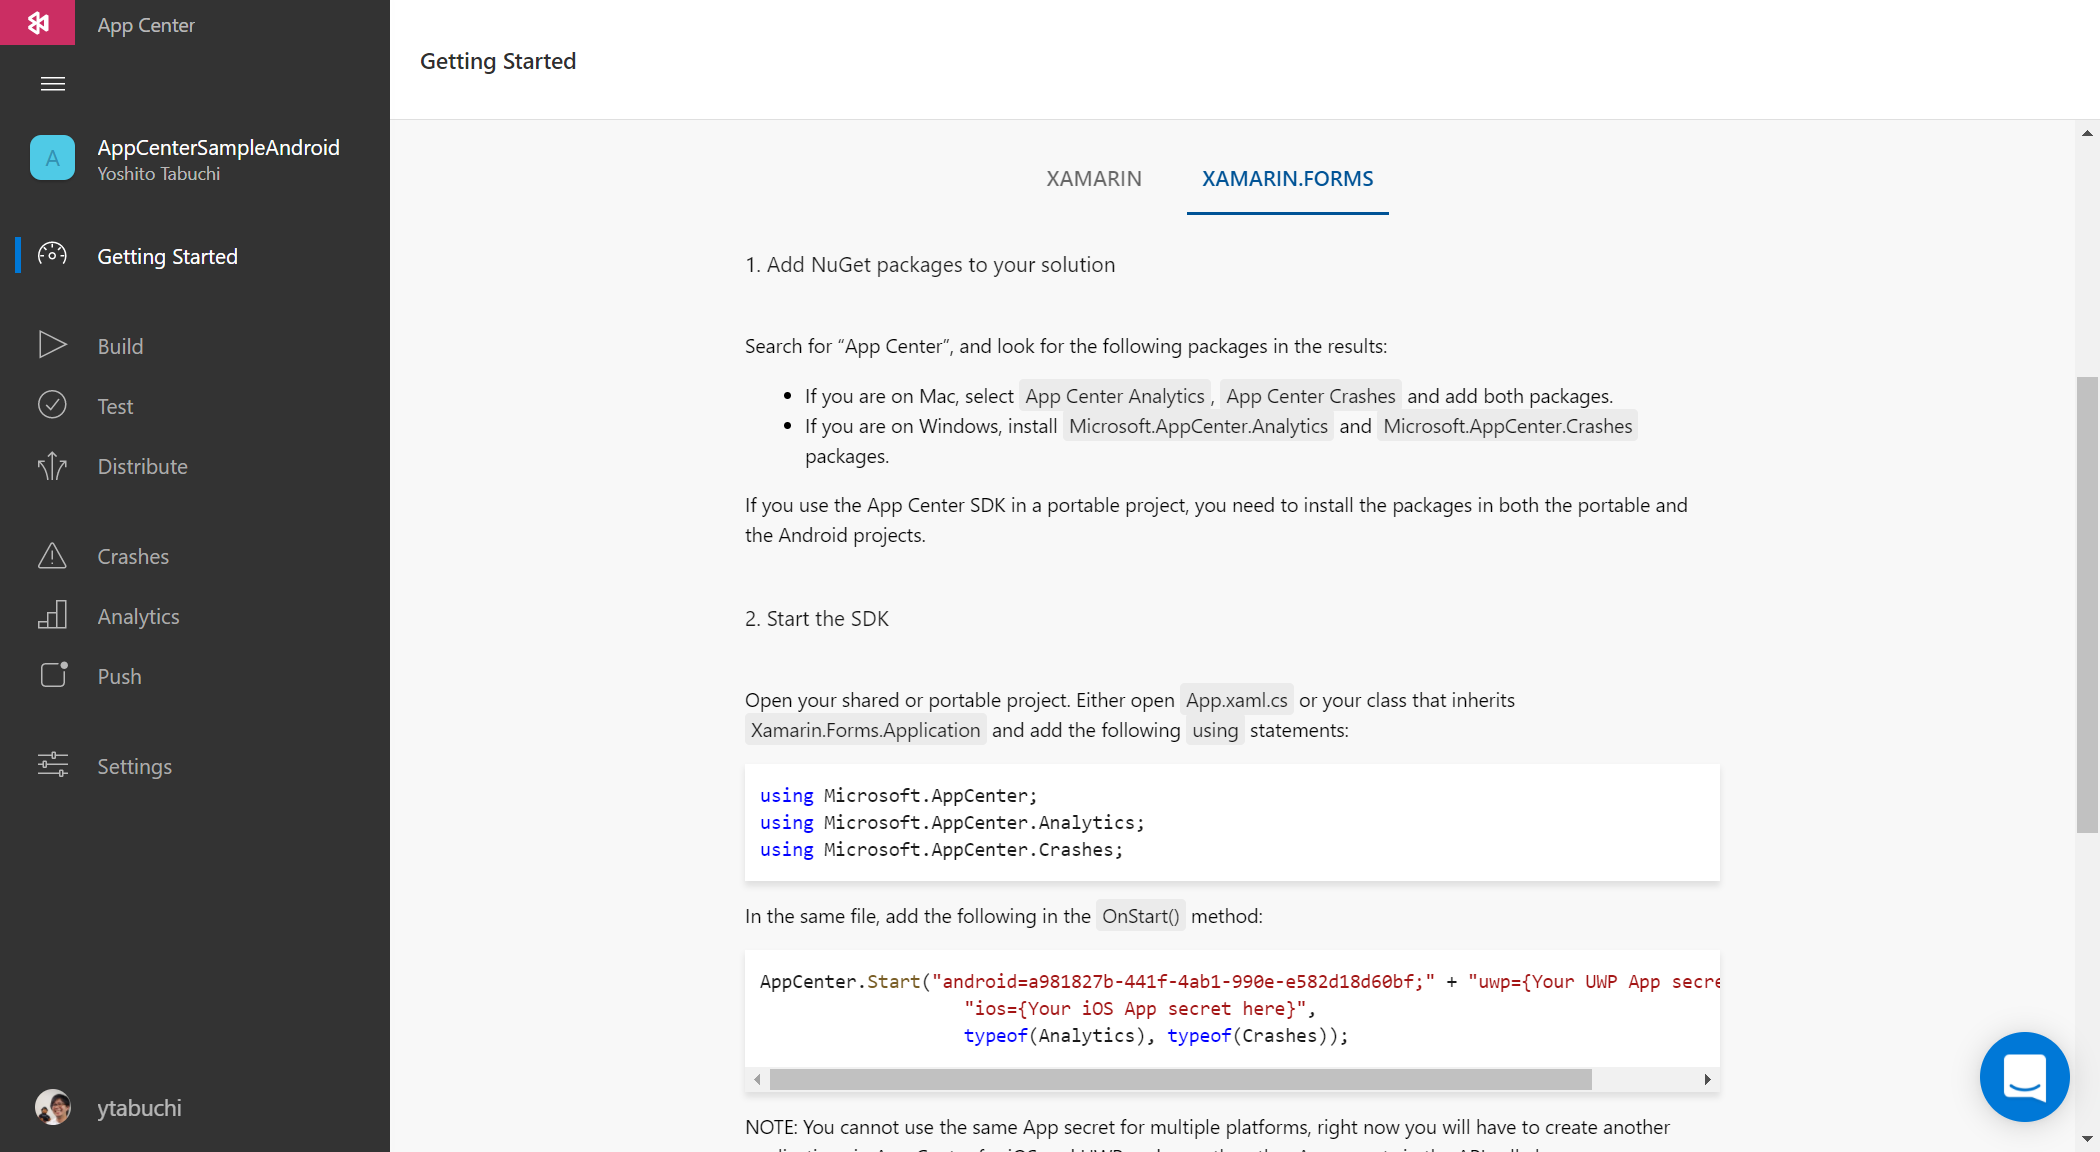 App Center
AppCenterSampleAndroid
A
Yoshito Tabuchi
Getting Started
Build
Test
Distribute
Crashes
Analytics
Push
Settings
ytabuchi
Getting Started
XAMARIN XAMARIN.FORMS
1. Add NuGet packages to your solution
Search for “App Center”, and look for the following packages in the results:
• If you are on Mac, select App Center Analytics , App Center Crashes and add both packages.
• If you are on Windows, install Microsoft.AppCenter.Analytics and Microsoft.AppCenter.Crashes
packages.
If you use the App Center SDK in a portable project, you need to install the packages in both the portable and
the Android projects.
2. Start the SDK
Open your shared or portable project. Either open App.xaml.cs or your class that inherits
Xamarin.Forms.Application and add the following using statements:
using Microsoft.AppCenter;
using Microsoft.AppCenter.Analytics;
using Microsoft.AppCenter.Crashes;
In the same file, add the following in the OnStart() method:
AppCenter.Start("android=a981827b-441f-4ab1-990e-e582d18d60bf;" + "uwp={Your UWP App secre
"ios={Your iOS App secret here}",
typeof(Analytics), typeof(Crashes));
NOTE: You cannot use the same App secret for multiple platforms, right now you will have to create another